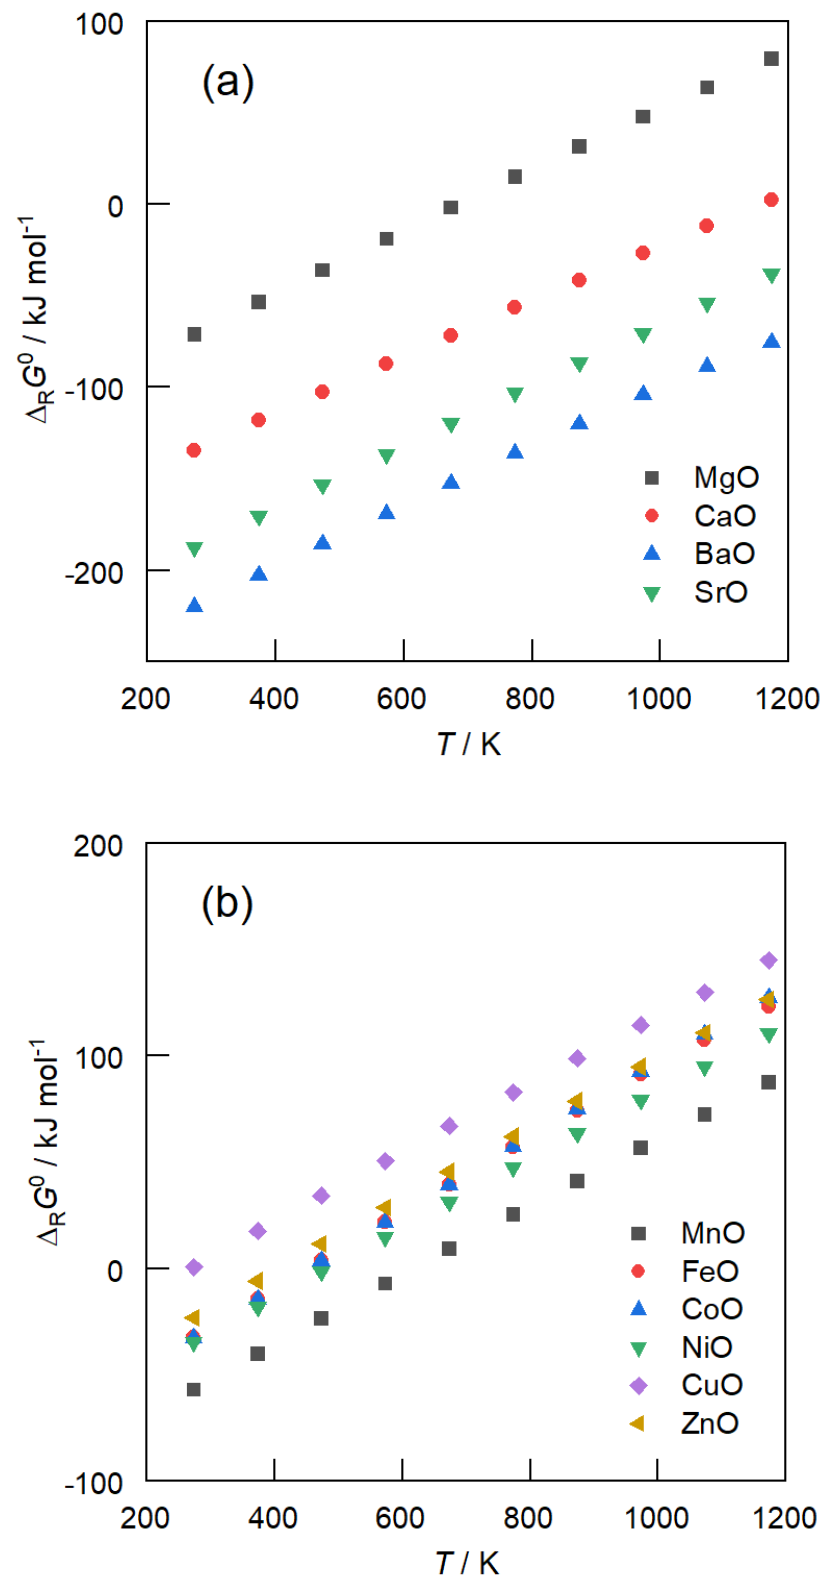 100
(a)
0
-100
-200
ΔRG⁰ / kJ mol⁻¹
MgO
CaO
BaO
SrO
200 400 600 800 1000 1200
T / K
200
(b)
100
0
-100
ΔRG⁰ / kJ mol⁻¹
MnO
FeO
CoO
NiO
CuO
ZnO
200 400 600 800 1000 1200
T / K